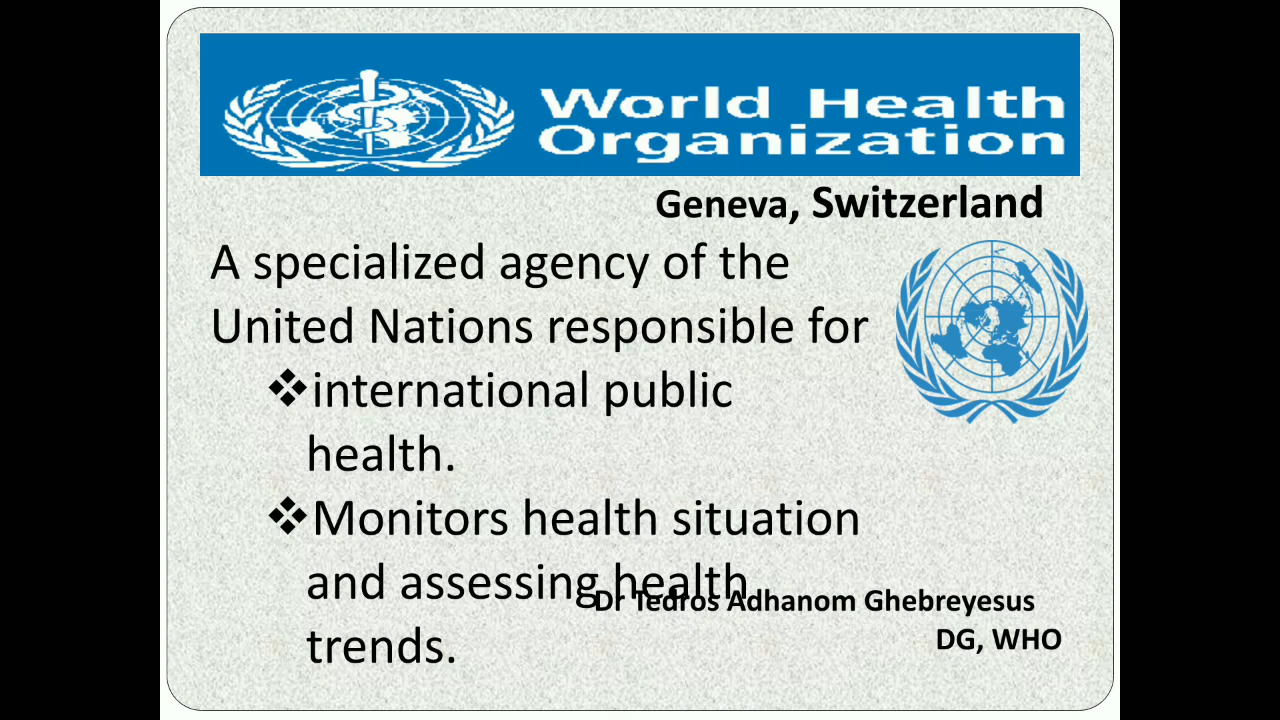 World Health
Organization
Geneva, Switzerland
A specialized agency of the
United Nations responsible for
❖international public
health.
❖Monitors health situation
and assessing health
trends.
Dr Tedros Adhanom Ghebreyesus
DG, WHO